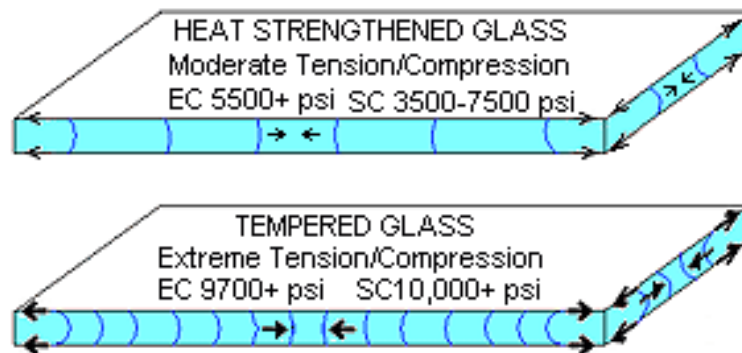 HEAT STRENGTHENED GLASS
Moderate Tension/Compression
EC 5500+ psi SC 3500-7500 psi
TEMPERED GLASS
Extreme Tension/Compression
EC 9700+ psi SC10,000+ psi